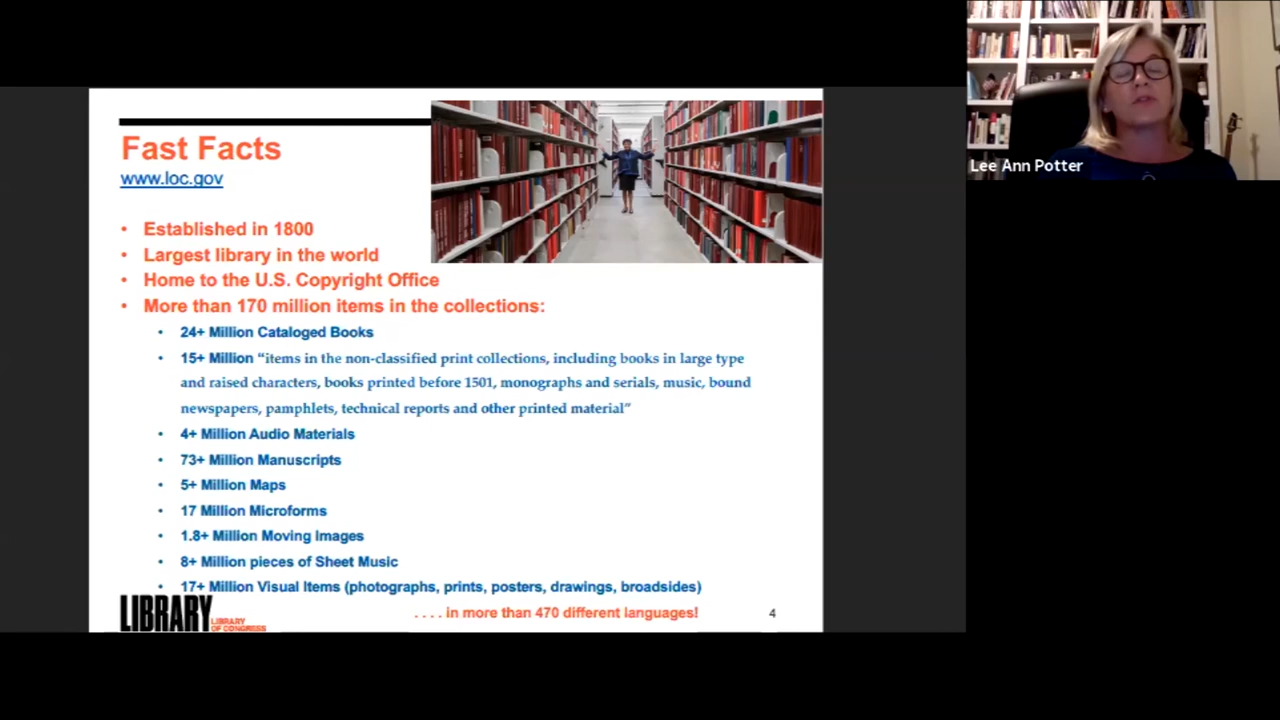 Fast Facts
www.loc.gov
• Established in 1800
• Largest library in the world
• Home to the U.S. Copyright Office
• More than 170 million items in the collections:
• 24+ Million Cataloged Books
• 15+ Million “items in the non-classified print collections, including books in large type
and raised characters, books printed before 1501, monographs and serials, music, bound
newspapers, pamphlets, technical reports and other printed material”
• 4+ Million Audio Materials
• 73+ Million Manuscripts
• 5+ Million Maps
• 17 Million Microforms
• 1.8+ Million Moving Images
• 8+ Million pieces of Sheet Music
• 17+ Million Visual Items (photographs, prints, posters, drawings, broadsides)
. . . . in more than 470 different languages!
LIBRARY
LIBRARY
OF CONGRESS
4
Lee Ann Potter